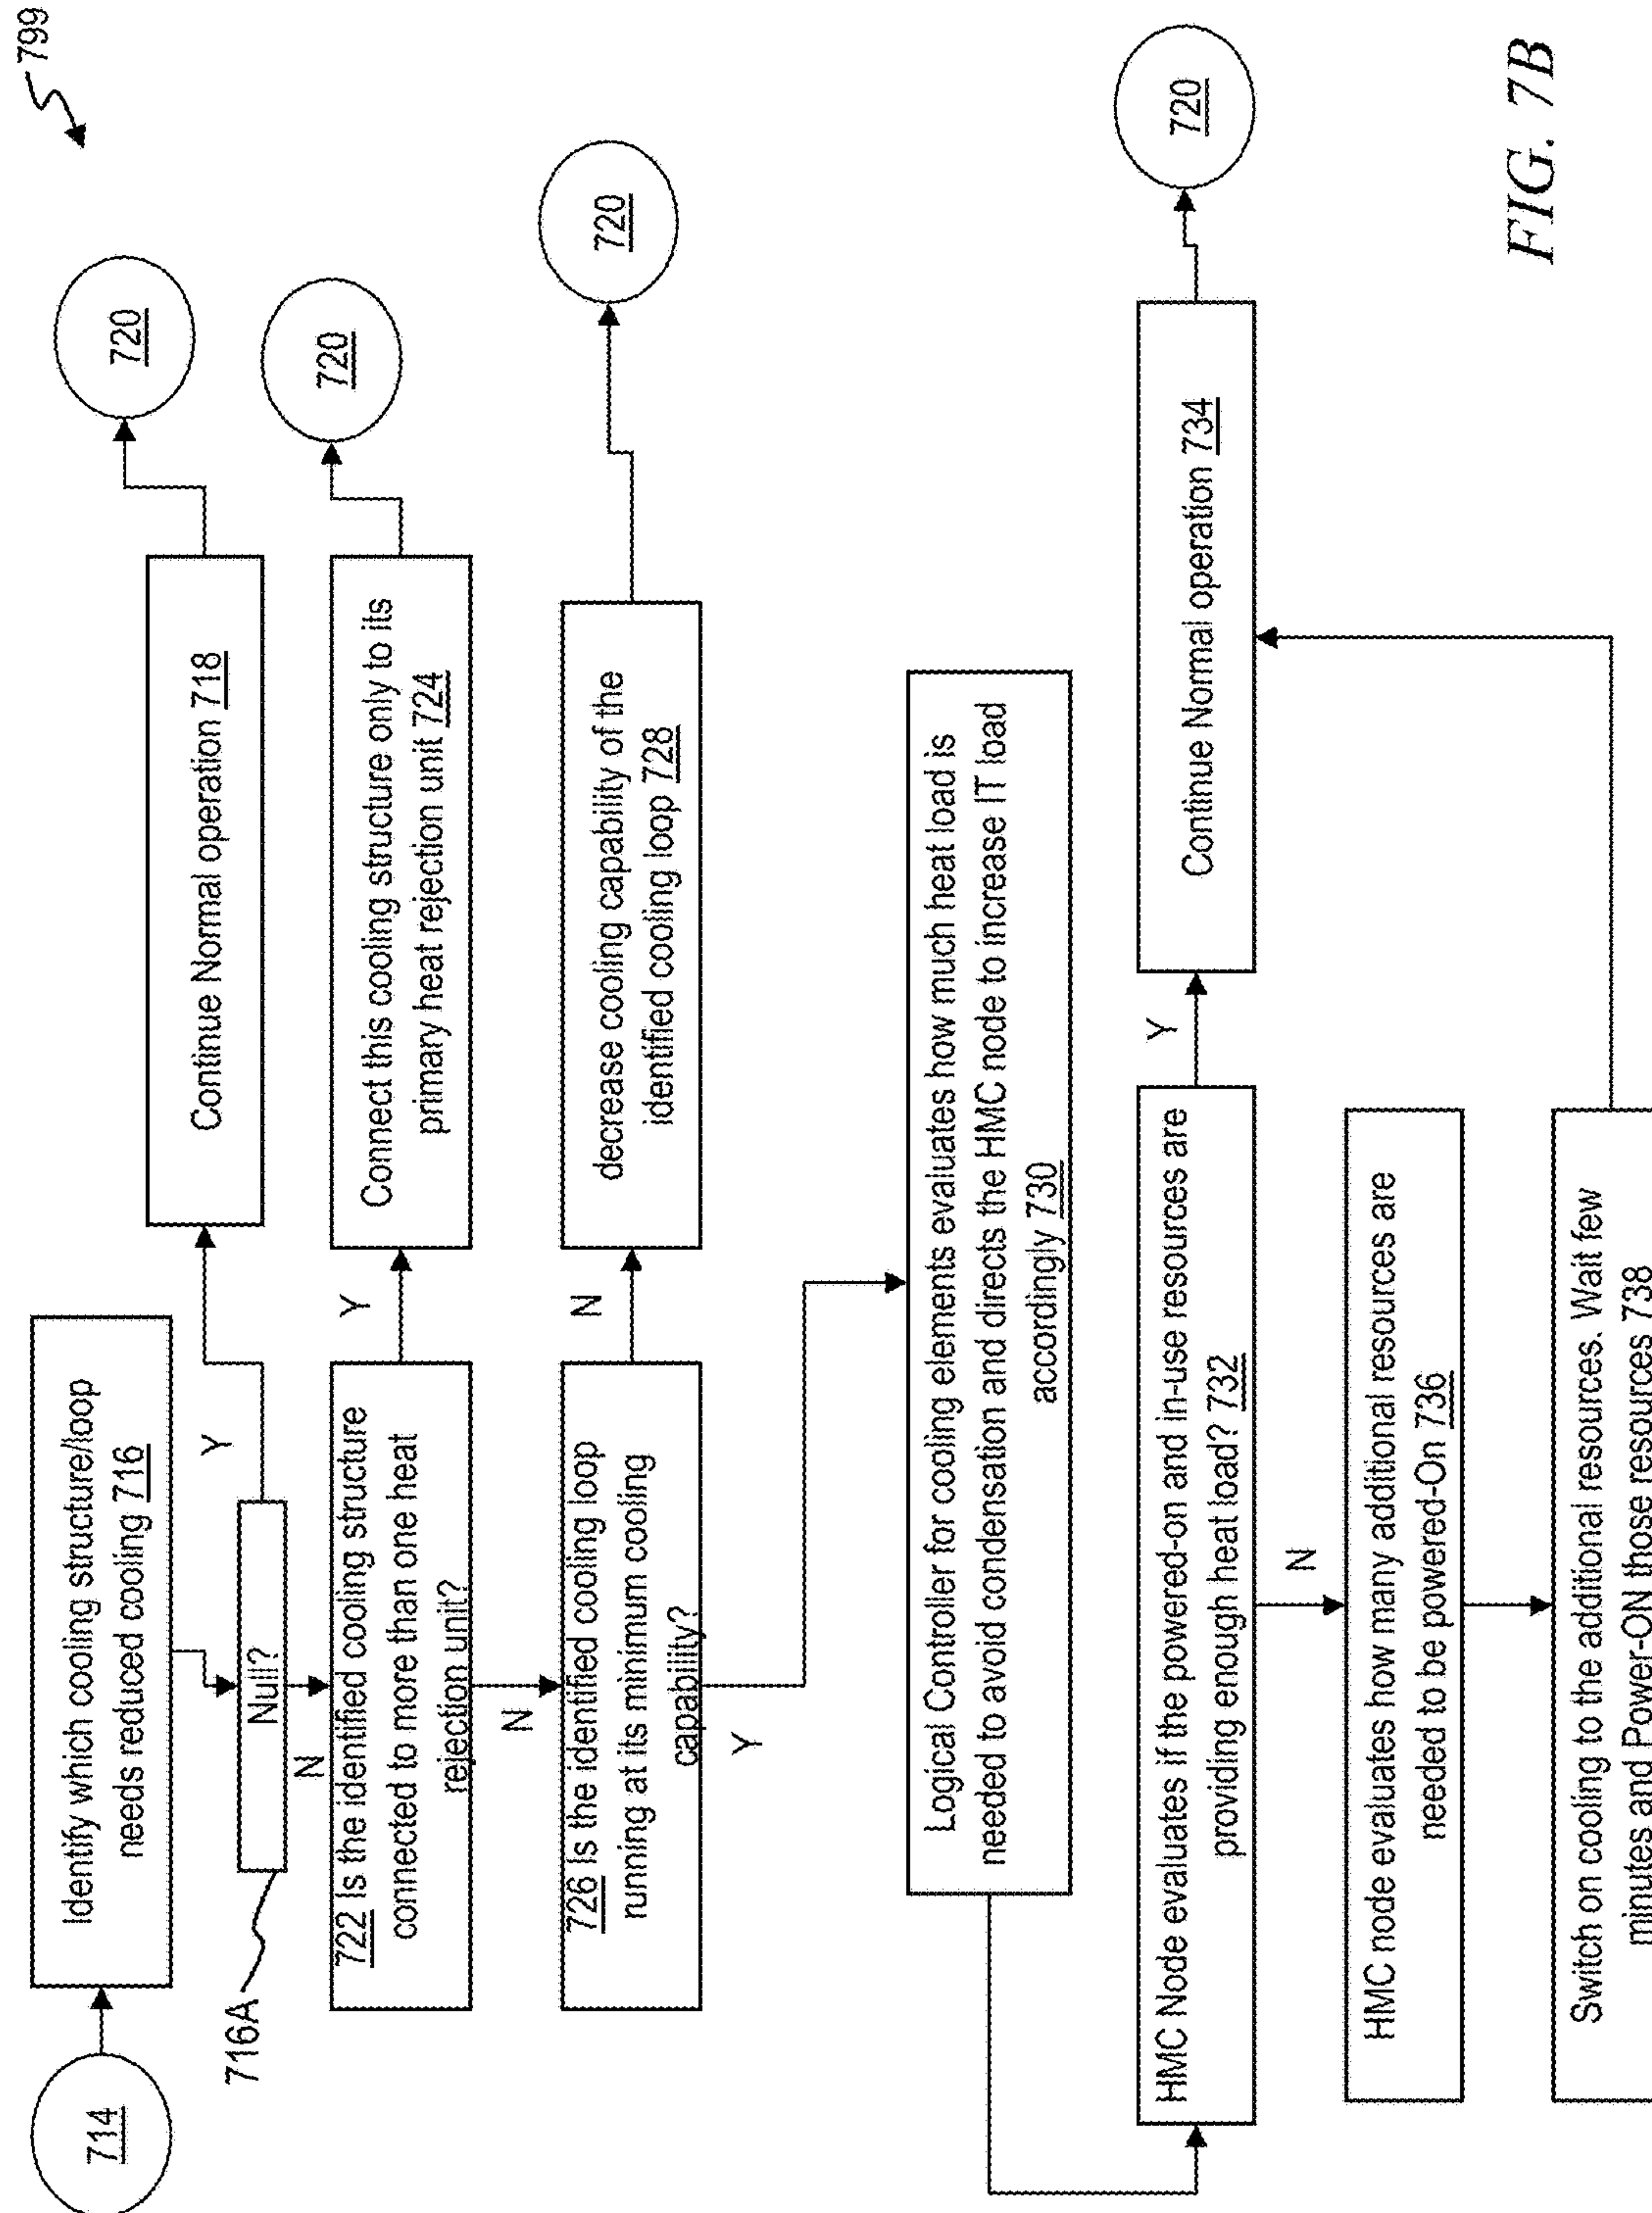 799
714
Identify which cooling structure/loop
needs reduced cooling 716
Null?
716A
Y
Continue Normal operation 718
720
N
722 Is the identified cooling structure
connected to more than one heat
rejection unit?
Y
Connect this cooling structure only to its
primary heat rejection unit 724
720
N
726 Is the identified cooling loop
running at its minimum cooling
capability?
N
decrease cooling capability of the
identified cooling loop 728
720
Y
Logical Controller for cooling elements evaluates how much heat load is
needed to avoid condensation and directs the HMC node to increase IT load
accordingly 730
HMC Node evaluates if the powered-on and in-use resources are
providing enough heat load? 732
Y
Continue Normal operation 734
720
N
HMC node evaluates how many additional resources are
needed to be powered-On 736
Switch on cooling to the additional resources. Wait few
minutes and Power-ON those resources 738
FIG. 7B